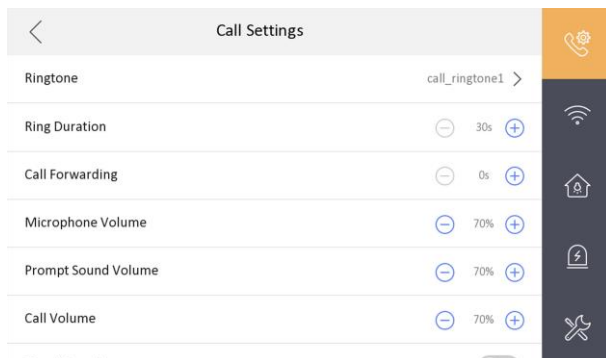 Call Settings
Ringtone call_ringtone1
Ring Duration 30s
Call Forwarding 0s
Microphone Volume 70%
Prompt Sound Volume 70%
Call Volume 70%